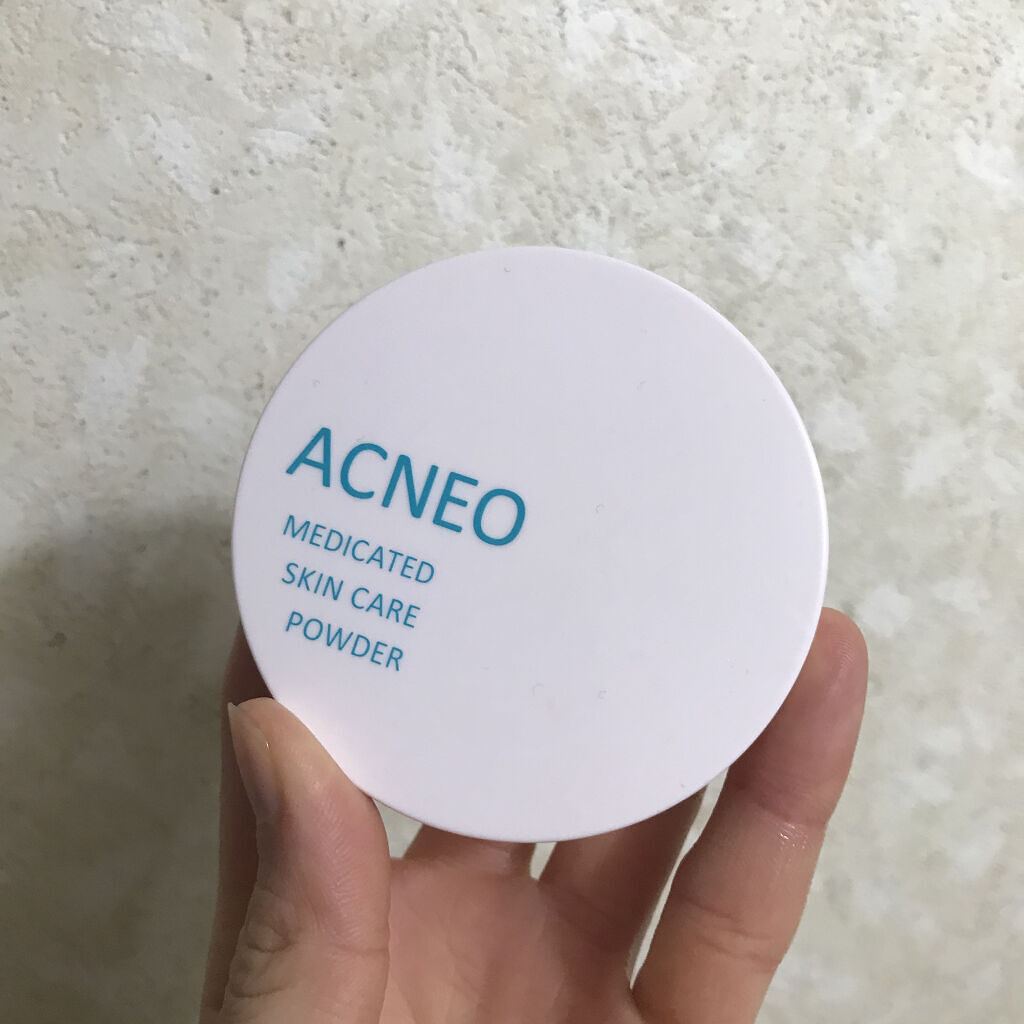 ACNEO
MEDICATED
SKIN CARE
POWDER